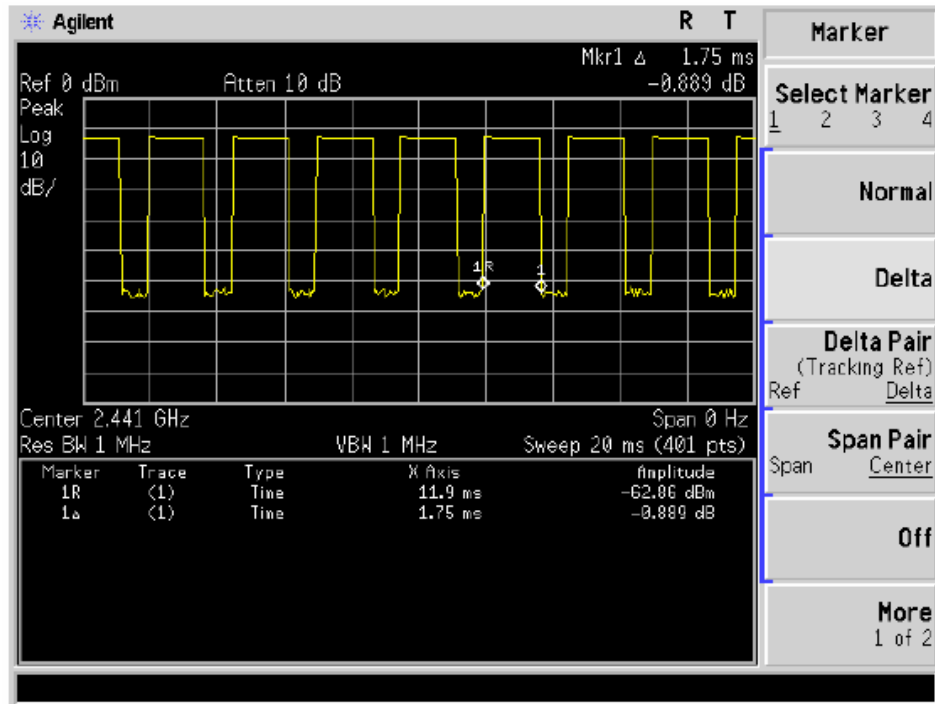 Agilent R T
Mkr1 Δ 1.75 ms
Ref 0 dBm Atten 10 dB -0.889 dB
Peak
Log
10
dB/
1R 1
Center 2.441 GHz Span 0 Hz
Res BW 1 MHz VBW 1 MHz Sweep 20 ms (401 pts)
Marker Trace Type X Axis Amplitude
1R (1) Time 11.9 ms -62.86 dBm
1Δ (1) Time 1.75 ms -0.889 dB
Marker
Select Marker
1 2 3 4
Normal
Delta
Delta Pair
(Tracking Ref)
Ref Delta
Span Pair
Span Center
Off
More
1 of 2